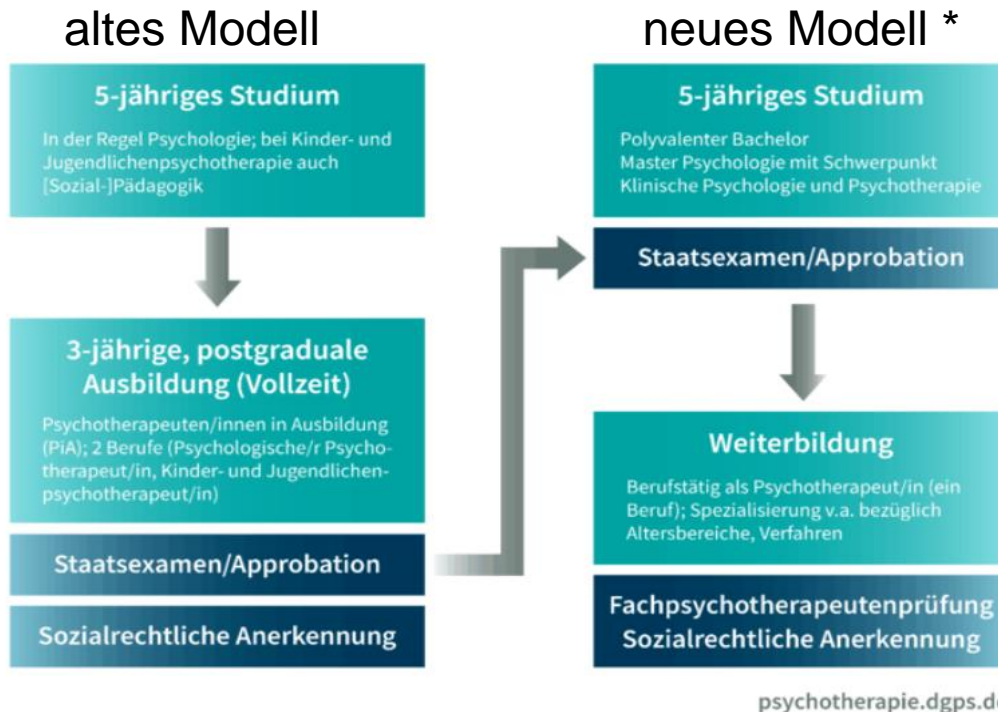 altes Modell
5-jähriges Studium
In der Regel Psychologie; bei Kinder- und
Jugendlichenpsychotherapie auch
[Sozial-]Pädagogik
3-jährige, postgraduale
Ausbildung (Vollzeit)
Psychotherapeuten/innen in Ausbildung
(PiA); 2 Berufe (Psychologische/r Psycho-
therapeut/in, Kinder- und Jugendlichen-
psychotherapeut/in)
Staatsexamen/Approbation
Sozialrechtliche Anerkennung
neues Modell *
5-jähriges Studium
Polyvalenter Bachelor
Master Psychologie mit Schwerpunkt
Klinische Psychologie und Psychotherapie
Staatsexamen/Approbation
Weiterbildung
Berufstätig als Psychotherapeut/in (ein
Beruf); Spezialisierung v.a. bezüglich
Altersbereiche, Verfahren
Fachpsychotherapeutenprüfung
Sozialrechtliche Anerkennung
psychotherapie.dgps.de